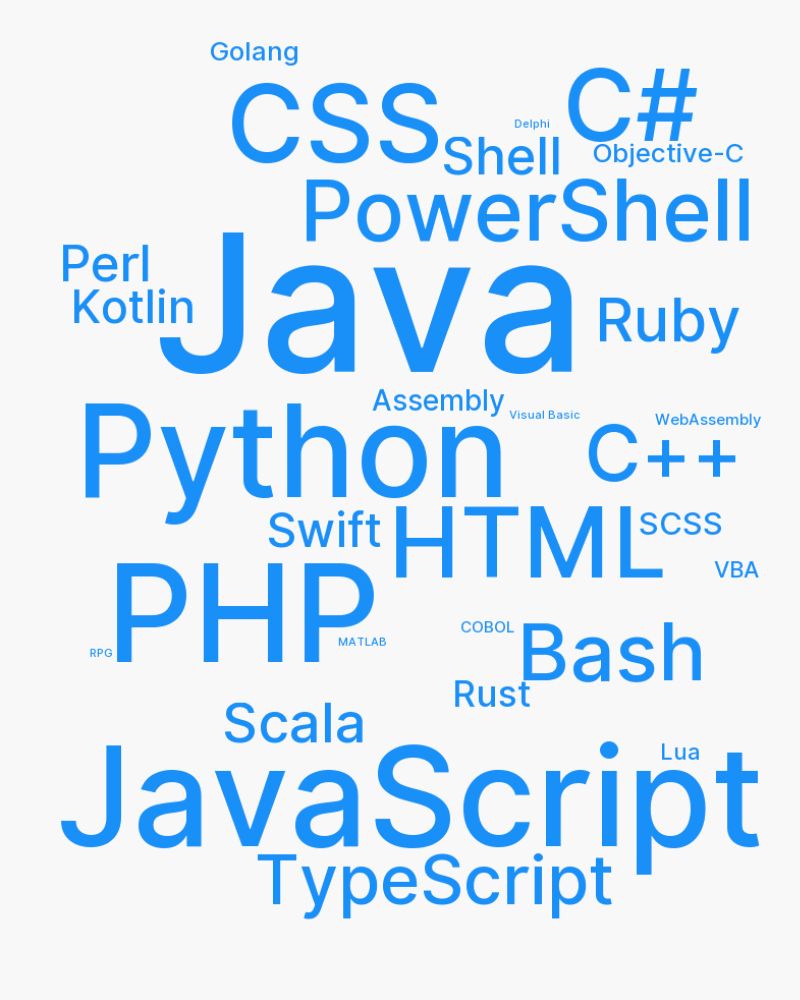 Golang
CSS
C#
Delphi
Shell
Objective-C
PowerShell
Java
Perl
Kotlin
Ruby
Assembly
Visual Basic
WebAssembly
Python
C++
Swift
HTML
SCSS
VBA
PHP
COBOL
Bash
MATLAB
RPG
Rust
Scala
Lua
JavaScript
TypeScript